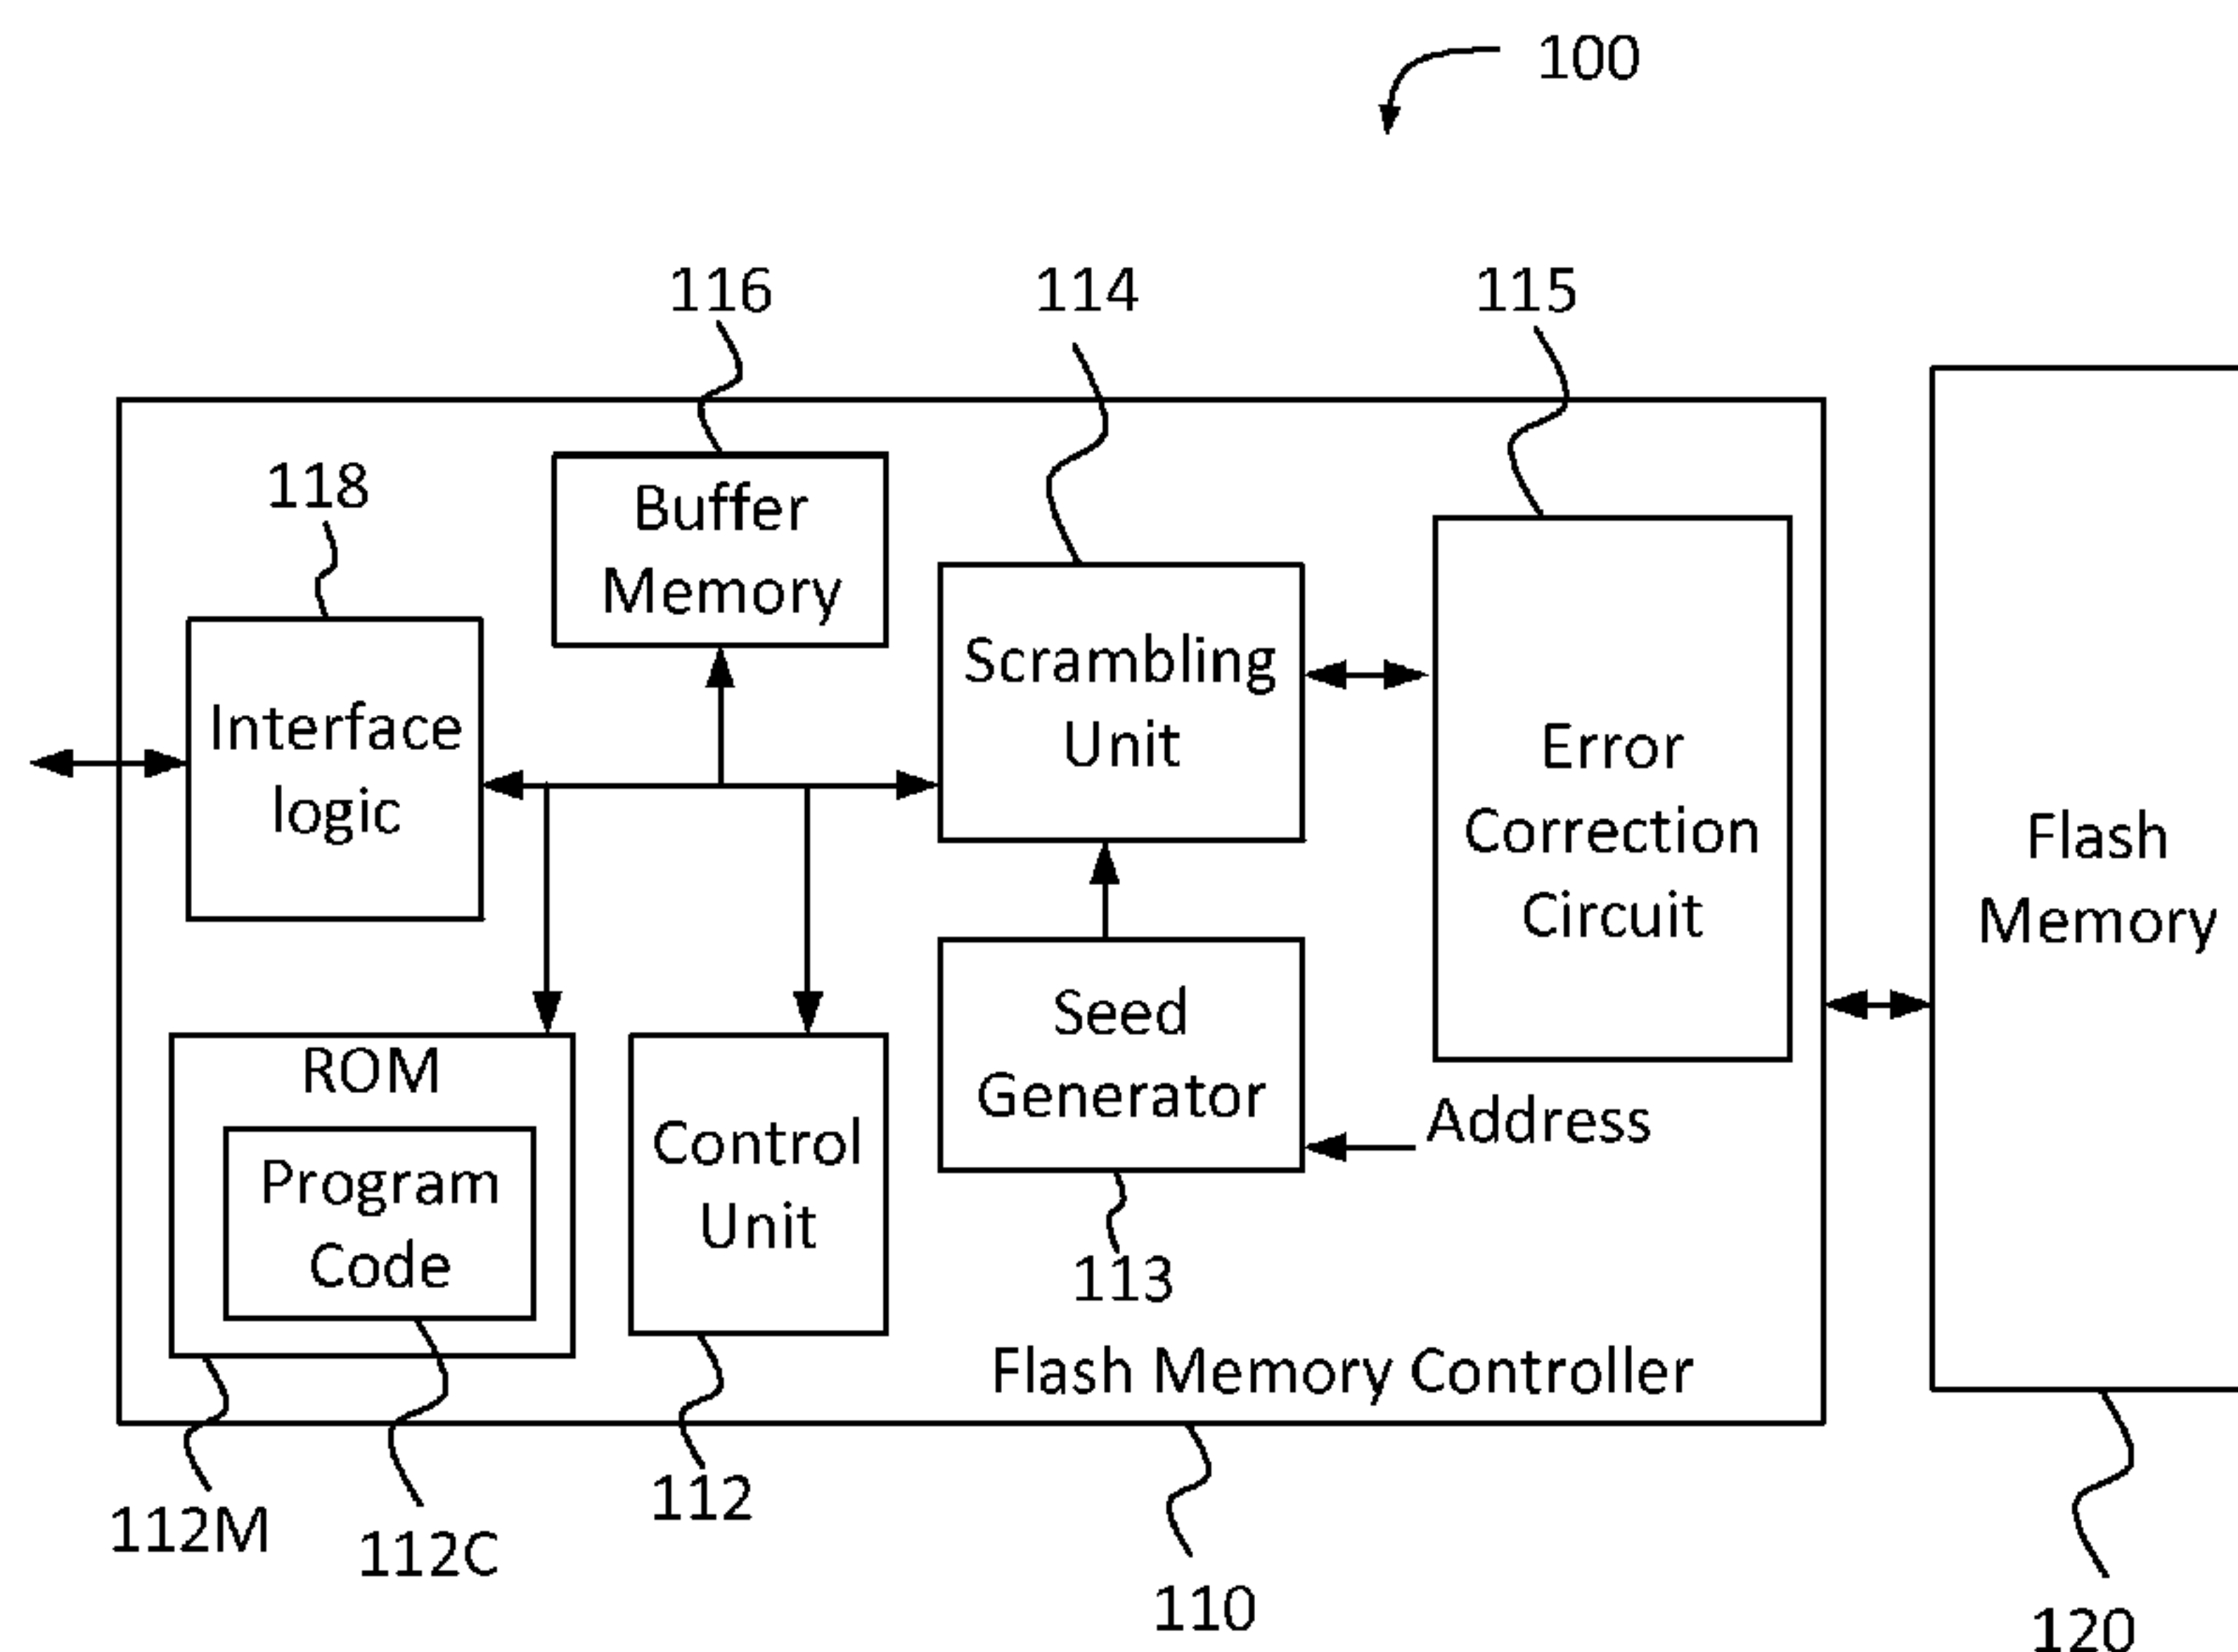 100
116
114
115
118
Buffer
Memory
Scrambling
Unit
Interface
logic
Error
Correction
Circuit
Flash
Memory
Seed
Generator
Address
ROM
Program
Code
Control
Unit
113
Flash Memory Controller
112M
112C
112
110
120